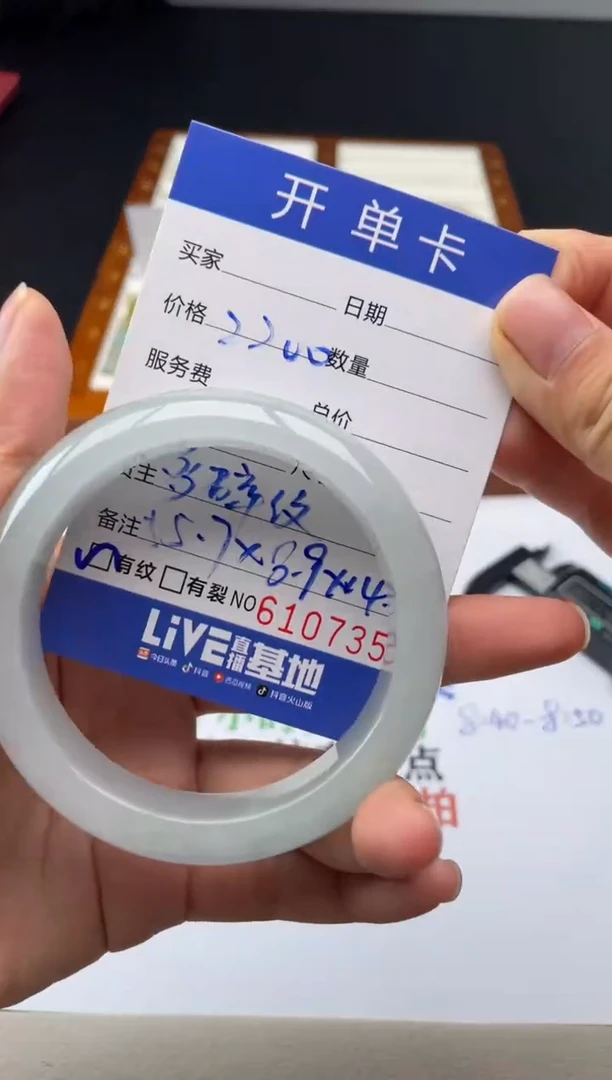 开单卡
买家 日期
价格 2200 数量
服务费 总价
主
备注 15.7×8.9××4.
有纹 有裂 NO 610735
LiVE直播基地
今日头条 抖音 西瓜视频 抖音火山版
8:40-8:50
点
拍